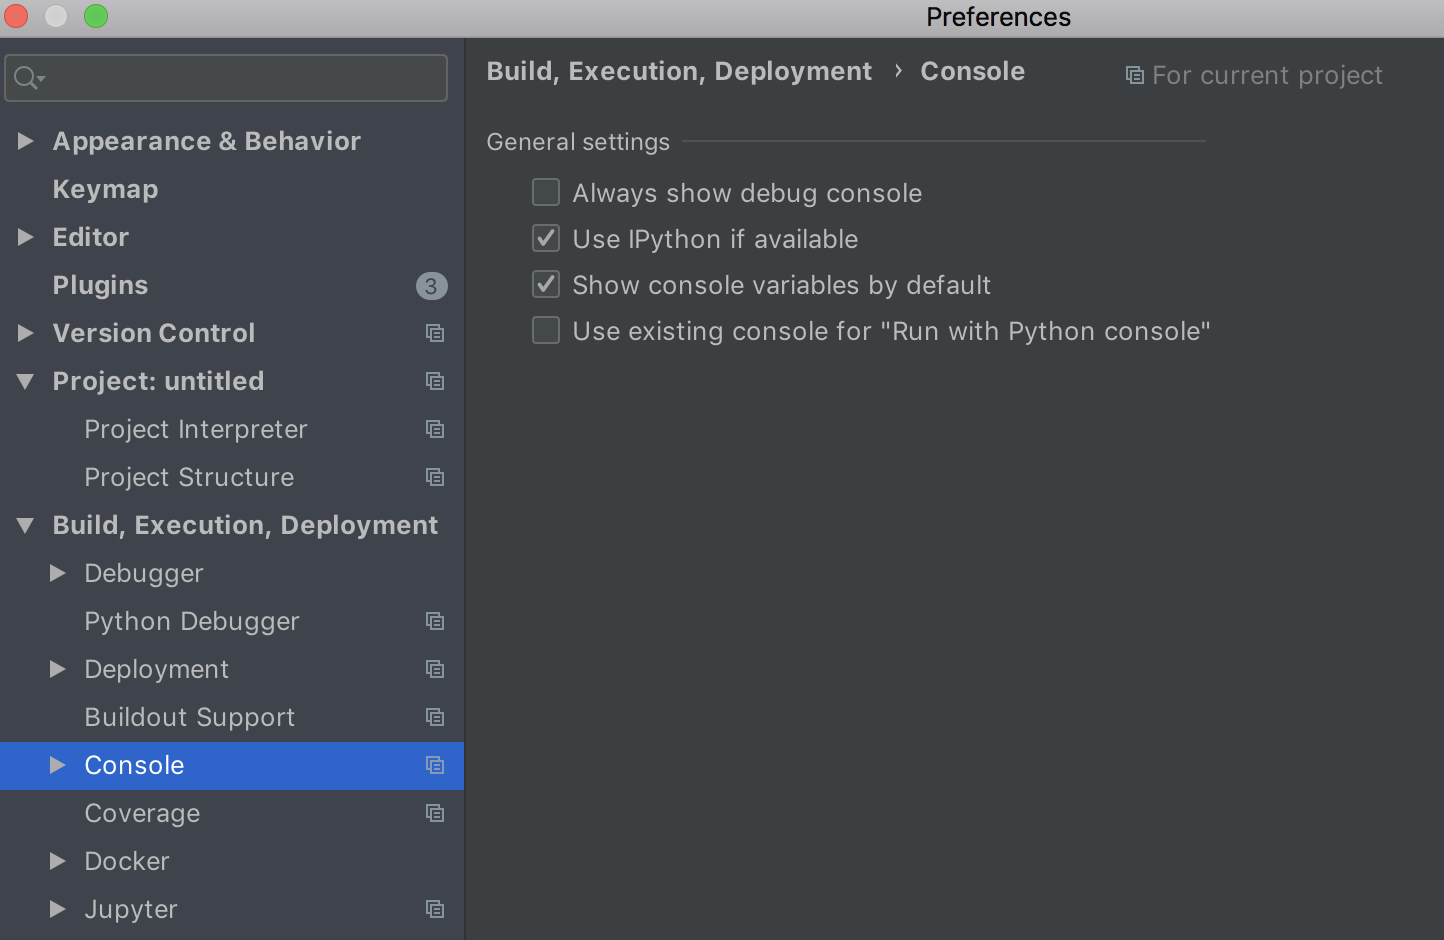 Preferences
Appearance & Behavior
Keymap
Editor
Plugins 3
Version Control
Project: untitled
Project Interpreter
Project Structure
Build, Execution, Deployment
Debugger
Python Debugger
Deployment
Buildout Support
Console
Coverage
Docker
Jupyter
Build, Execution, Deployment › Console For current project
General settings
Always show debug console
Use IPython if available
Show console variables by default
Use existing console for "Run with Python console"